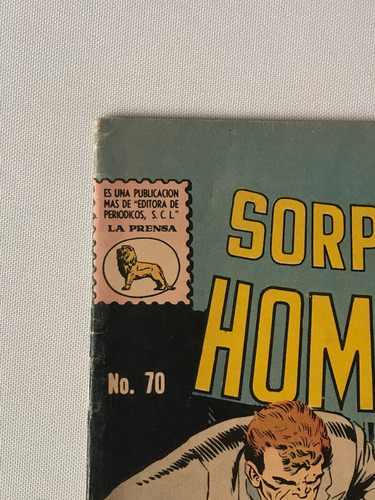 ES UNA PUBLICACION
MAS DE "EDITORA DE
PERIODICOS, S. C. L."
LA PRENSA
SORP
HOM
No. 70